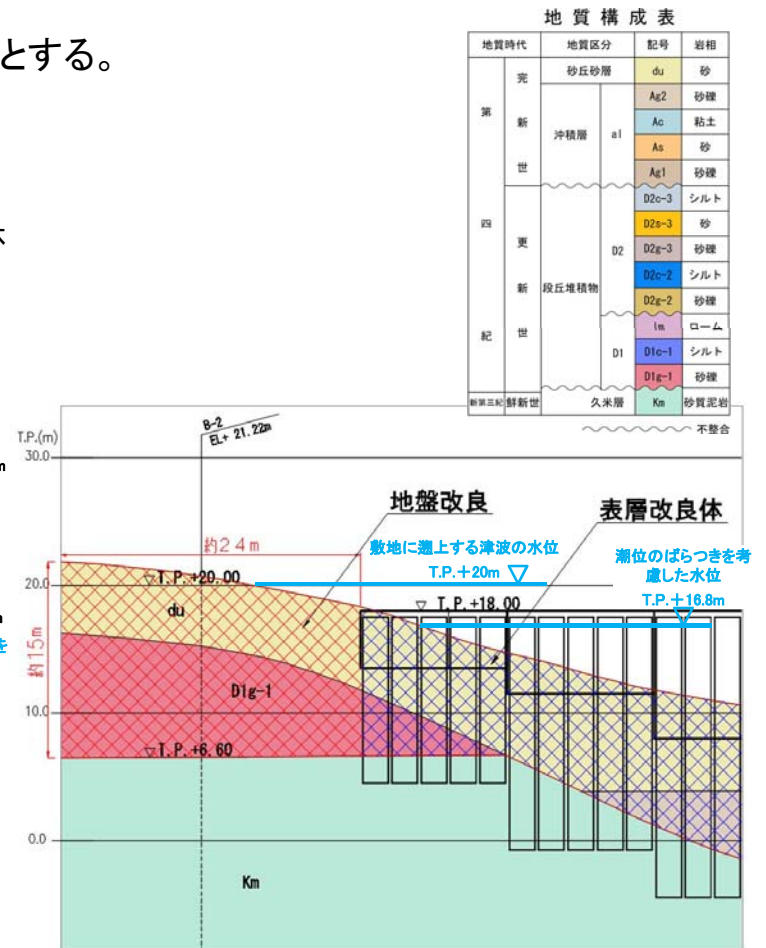 とする。
地質構成表
地質時代 地質区分 記号 岩相
第四紀 完新世 砂丘砂層 du 砂
沖積層 al Ag2 砂礫
Ac 粘土
As 砂
Ag1 砂礫
更新世 段丘堆積物 D2 D2c-3 シルト
D2s-3 砂
D2g-3 砂礫
D2c-2 シルト
D2g-2 砂礫
D1 lm ローム
D1c-1 シルト
D1g-1 砂礫
新第三紀 鮮新世 久米層 Km 砂質泥岩
不整合
T.P.(m)
B-2
EL+ 21.22m
30.0
m
地盤改良
表層改良体
約24m
敷地に遡上する津波の水位
T.P.+20m
潮位のばらつきを考
慮した水位
T.P.+16.8m
20.0
T.P.+20.00
T.P.+18.00
du
を
約15m
D1g-1
10.0
T.P.+6.60
0.0
Km